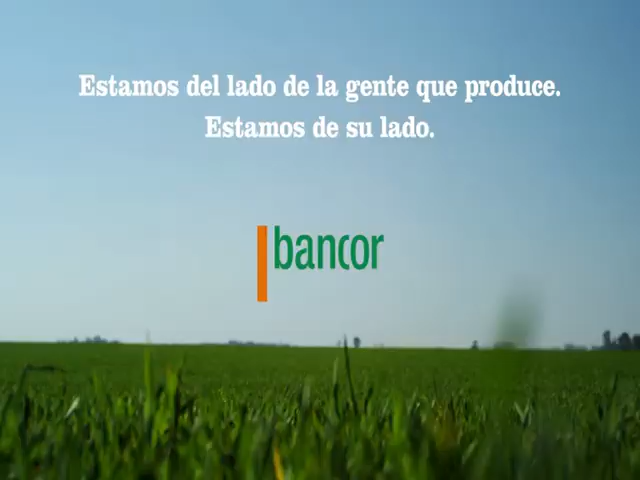 Estamos del lado de la gente que produce.
Estamos de su lado.
bancor